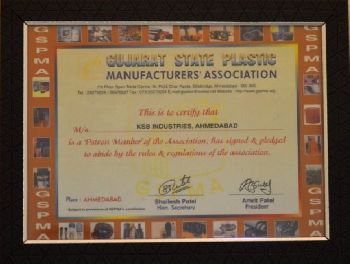 GUJARAT STATE PLASTIC
MANUFACTURERS' ASSOCIATION
This is to certify that
M/s. KSB INDUSTRIES, AHMEDABAD
is a 'Patron Member' of the Association, has signed & pledged
to abide by the rules & regulations of the association.
GSPMA
Place : AHMEDABAD
Shailesh Patel
Hon. Secretary
Amrit Patel
President
GSPMA
GSPMA